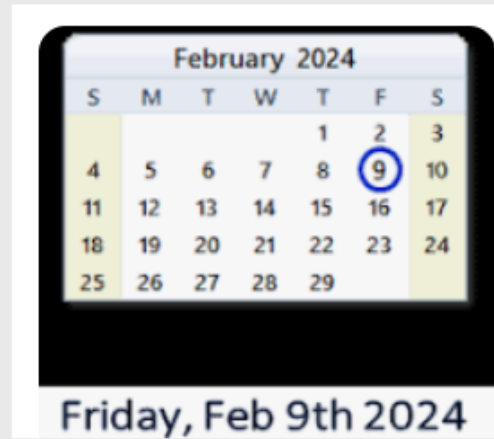 February 2024
S M T W T F S
1 2 3
4 5 6 7 8 9 10
11 12 13 14 15 16 17
18 19 20 21 22 23 24
25 26 27 28 29
Friday, Feb 9th 2024